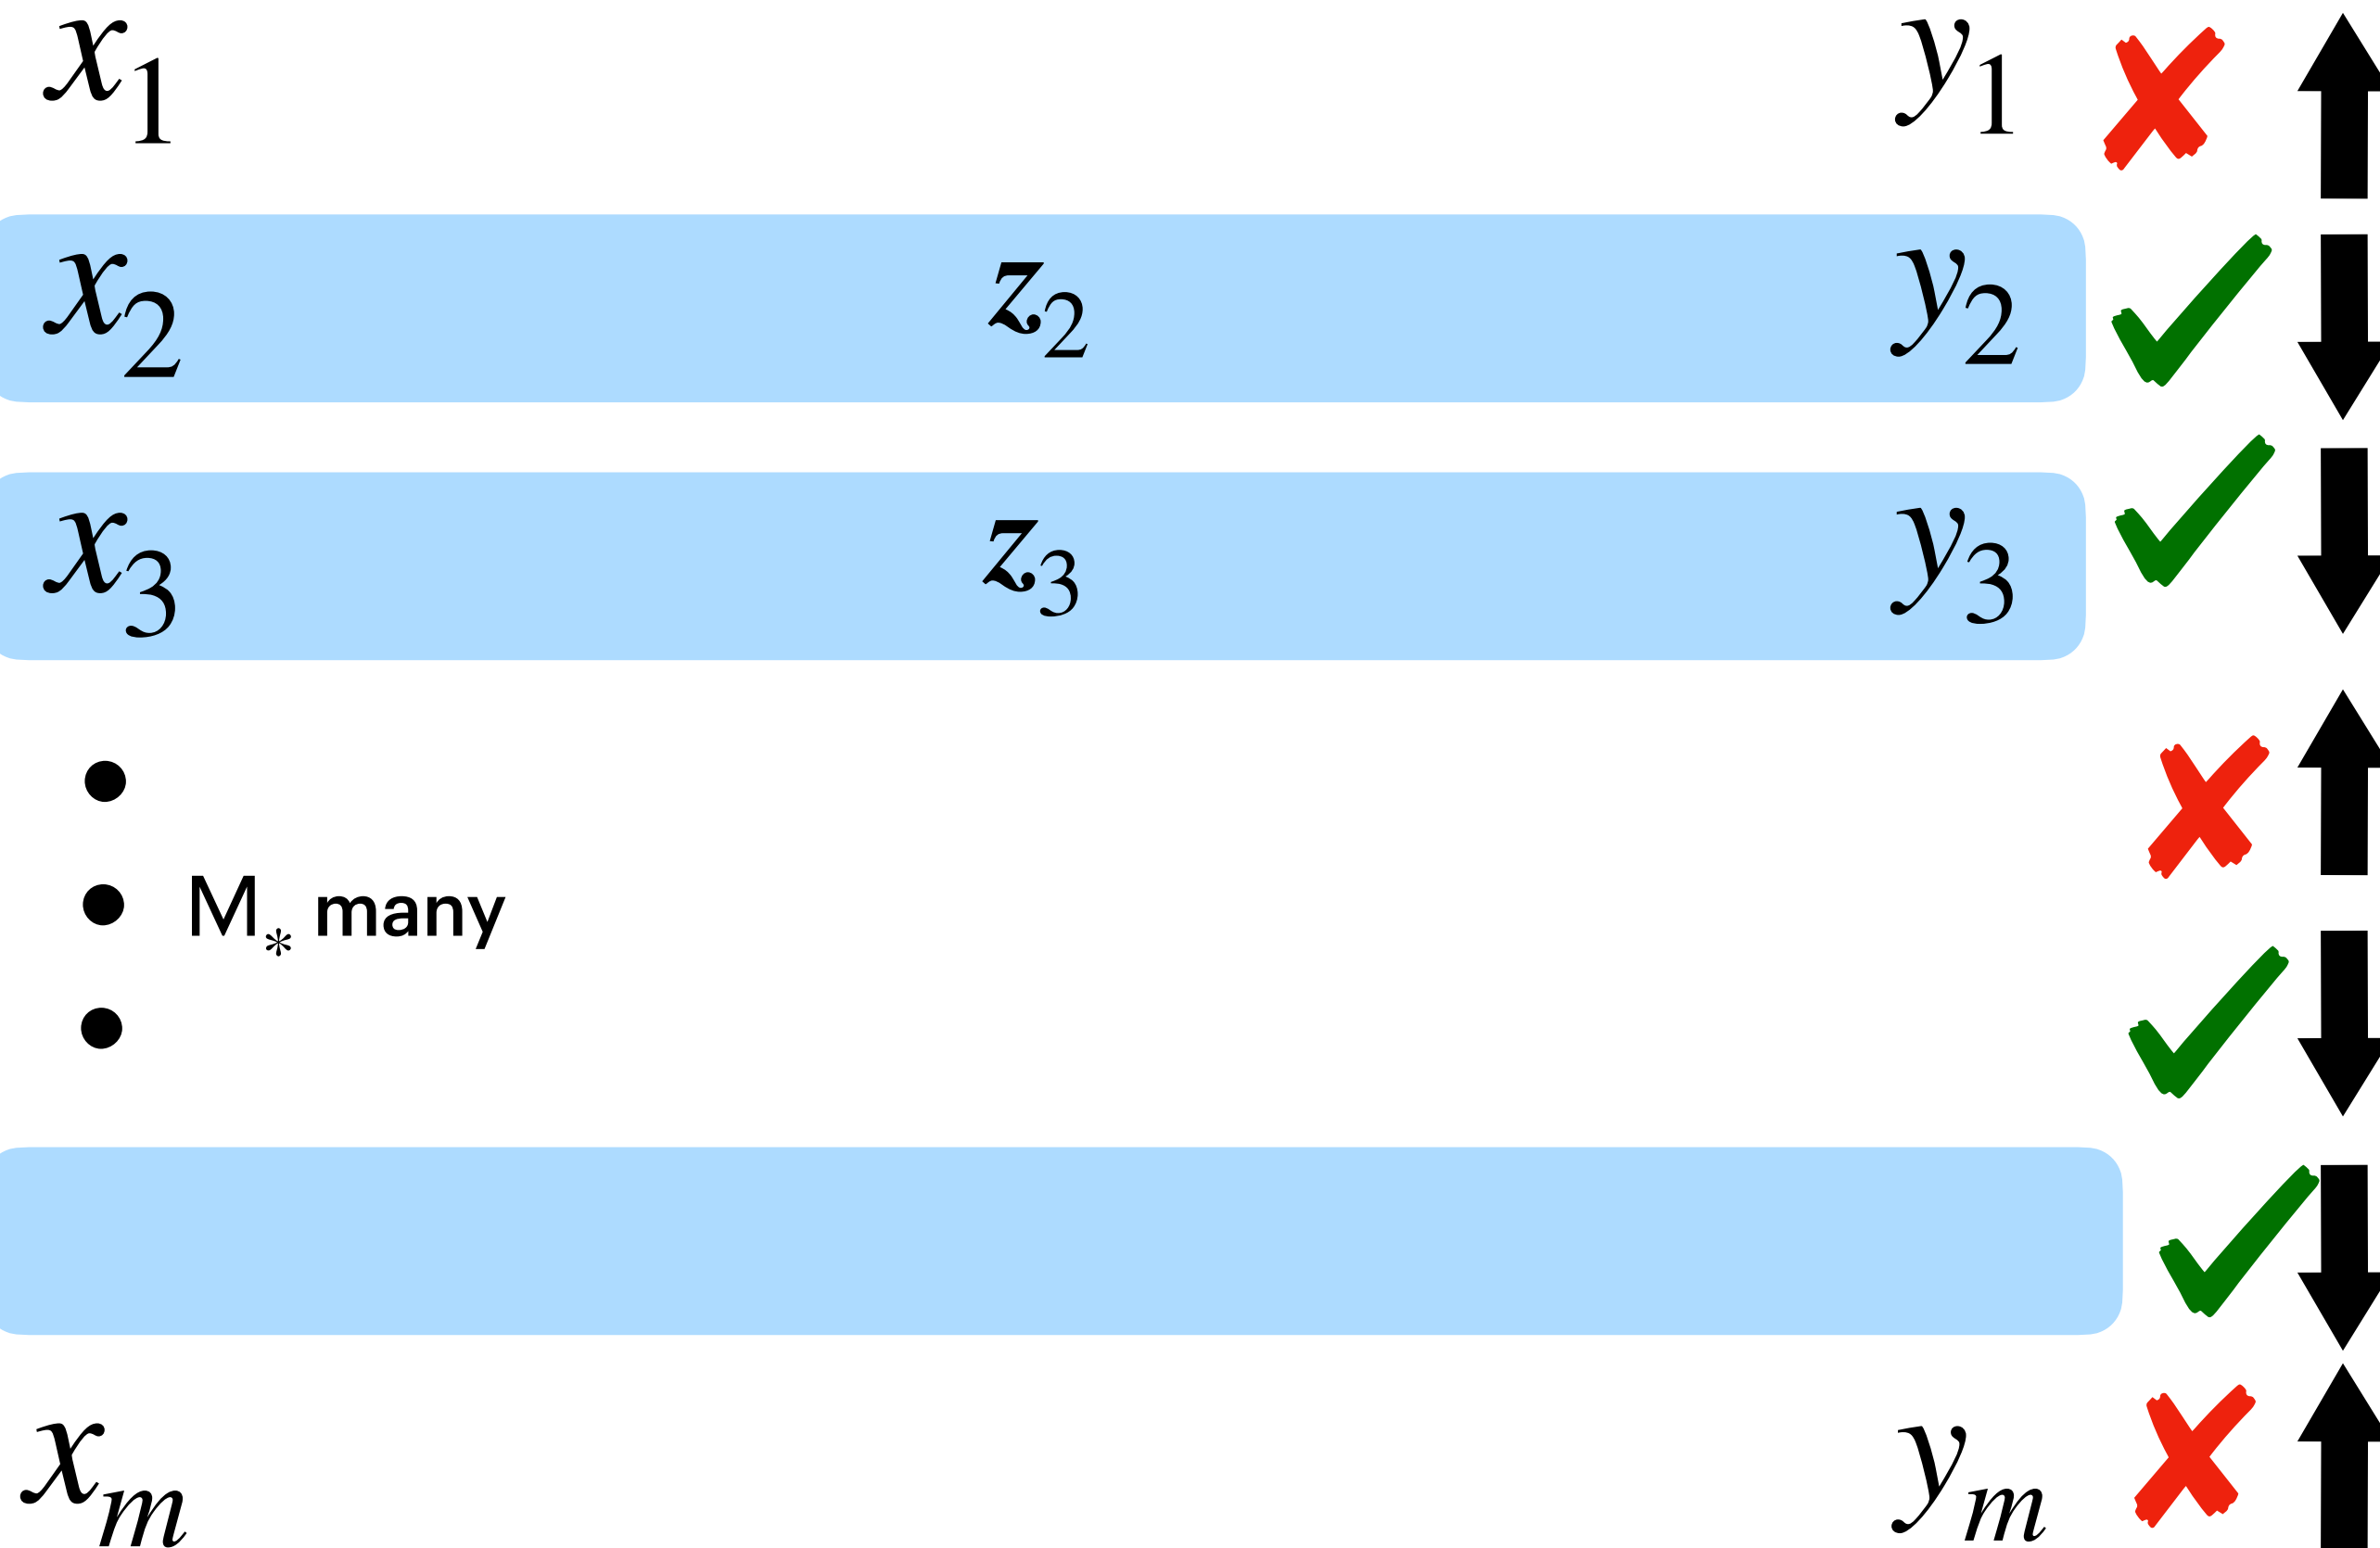 x₁ y₁
x₂ z₂ y₂
x₃ z₃ y₃
M* many
xₘ yₘ